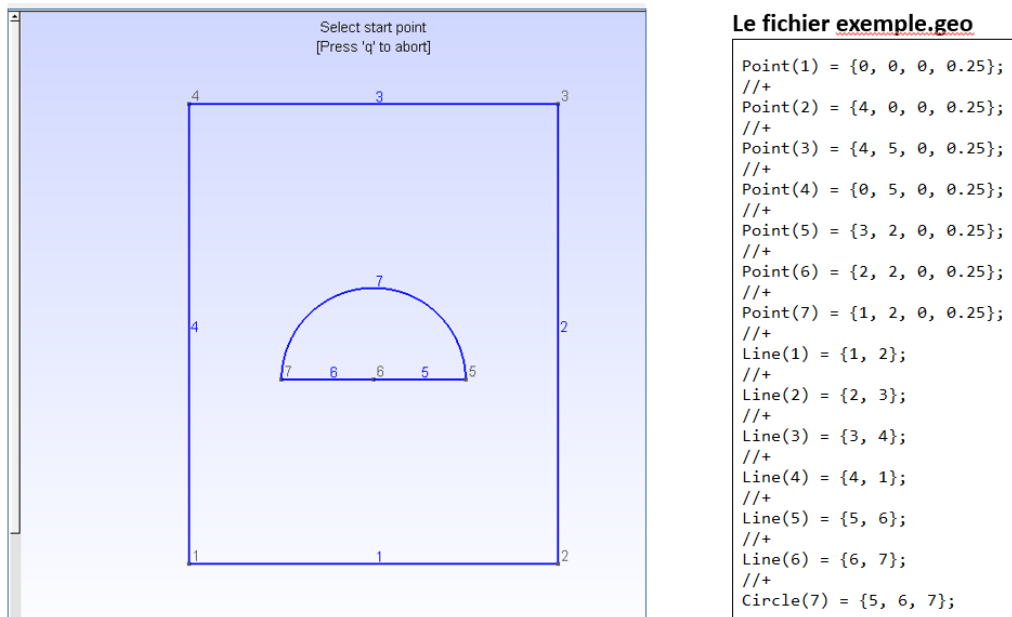 Select start point
[Press 'q' to abort]
4
3
3
7
4
2
7
6
6
5
5
1
1
2
Le fichier exemple.geo
Point(1) = {0, 0, 0, 0.25};
//+
Point(2) = {4, 0, 0, 0.25};
//+
Point(3) = {4, 5, 0, 0.25};
//+
Point(4) = {0, 5, 0, 0.25};
//+
Point(5) = {3, 2, 0, 0.25};
//+
Point(6) = {2, 2, 0, 0.25};
//+
Point(7) = {1, 2, 0, 0.25};
//+
Line(1) = {1, 2};
//+
Line(2) = {2, 3};
//+
Line(3) = {3, 4};
//+
Line(4) = {4, 1};
//+
Line(5) = {5, 6};
//+
Line(6) = {6, 7};
//+
Circle(7) = {5, 6, 7};